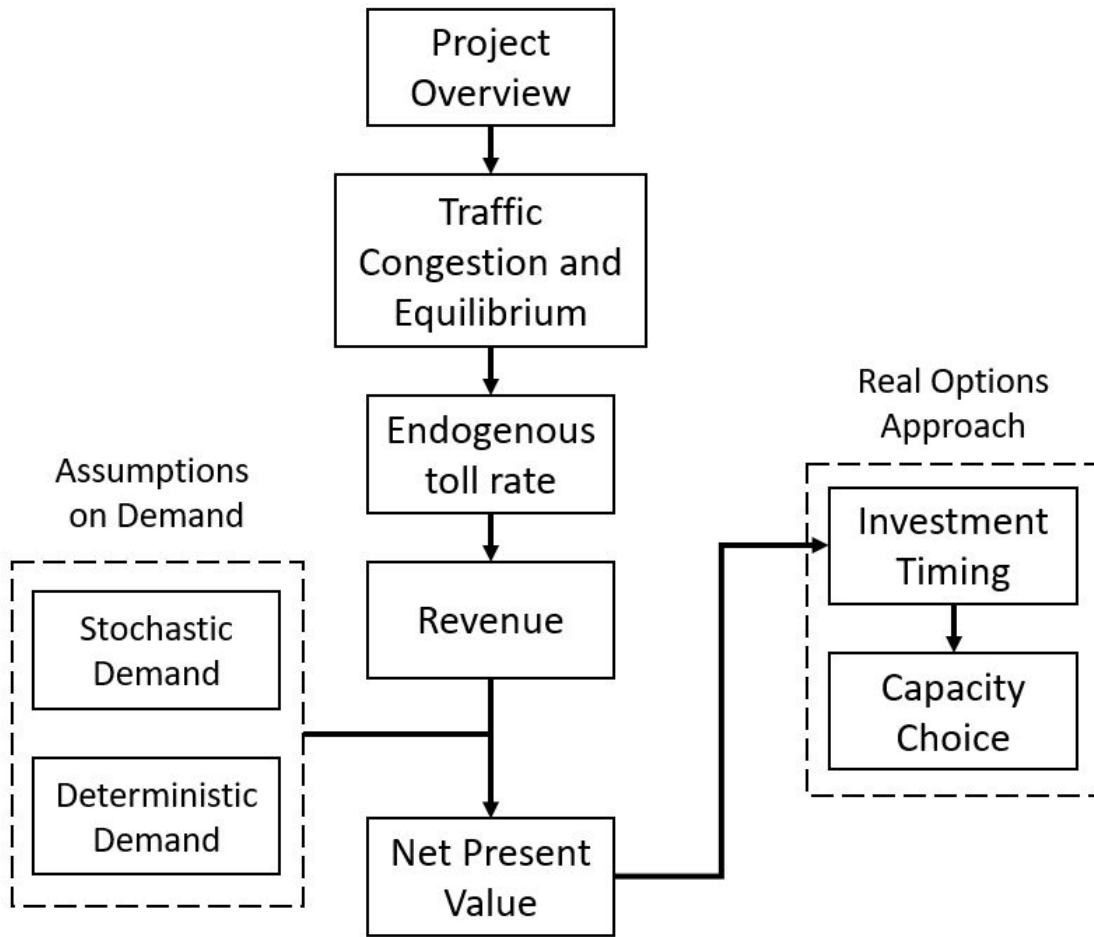 Project
Overview
Traffic
Congestion and
Equilibrium
Endogenous
toll rate
Revenue
Net Present
Value
Assumptions
on Demand
Stochastic
Demand
Deterministic
Demand
Real Options
Approach
Investment
Timing
Capacity
Choice